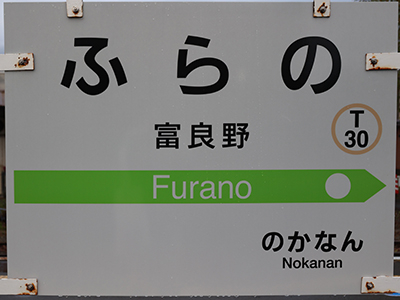 ふらの
富良野
T
30
Furano
のかなん
Nokanan